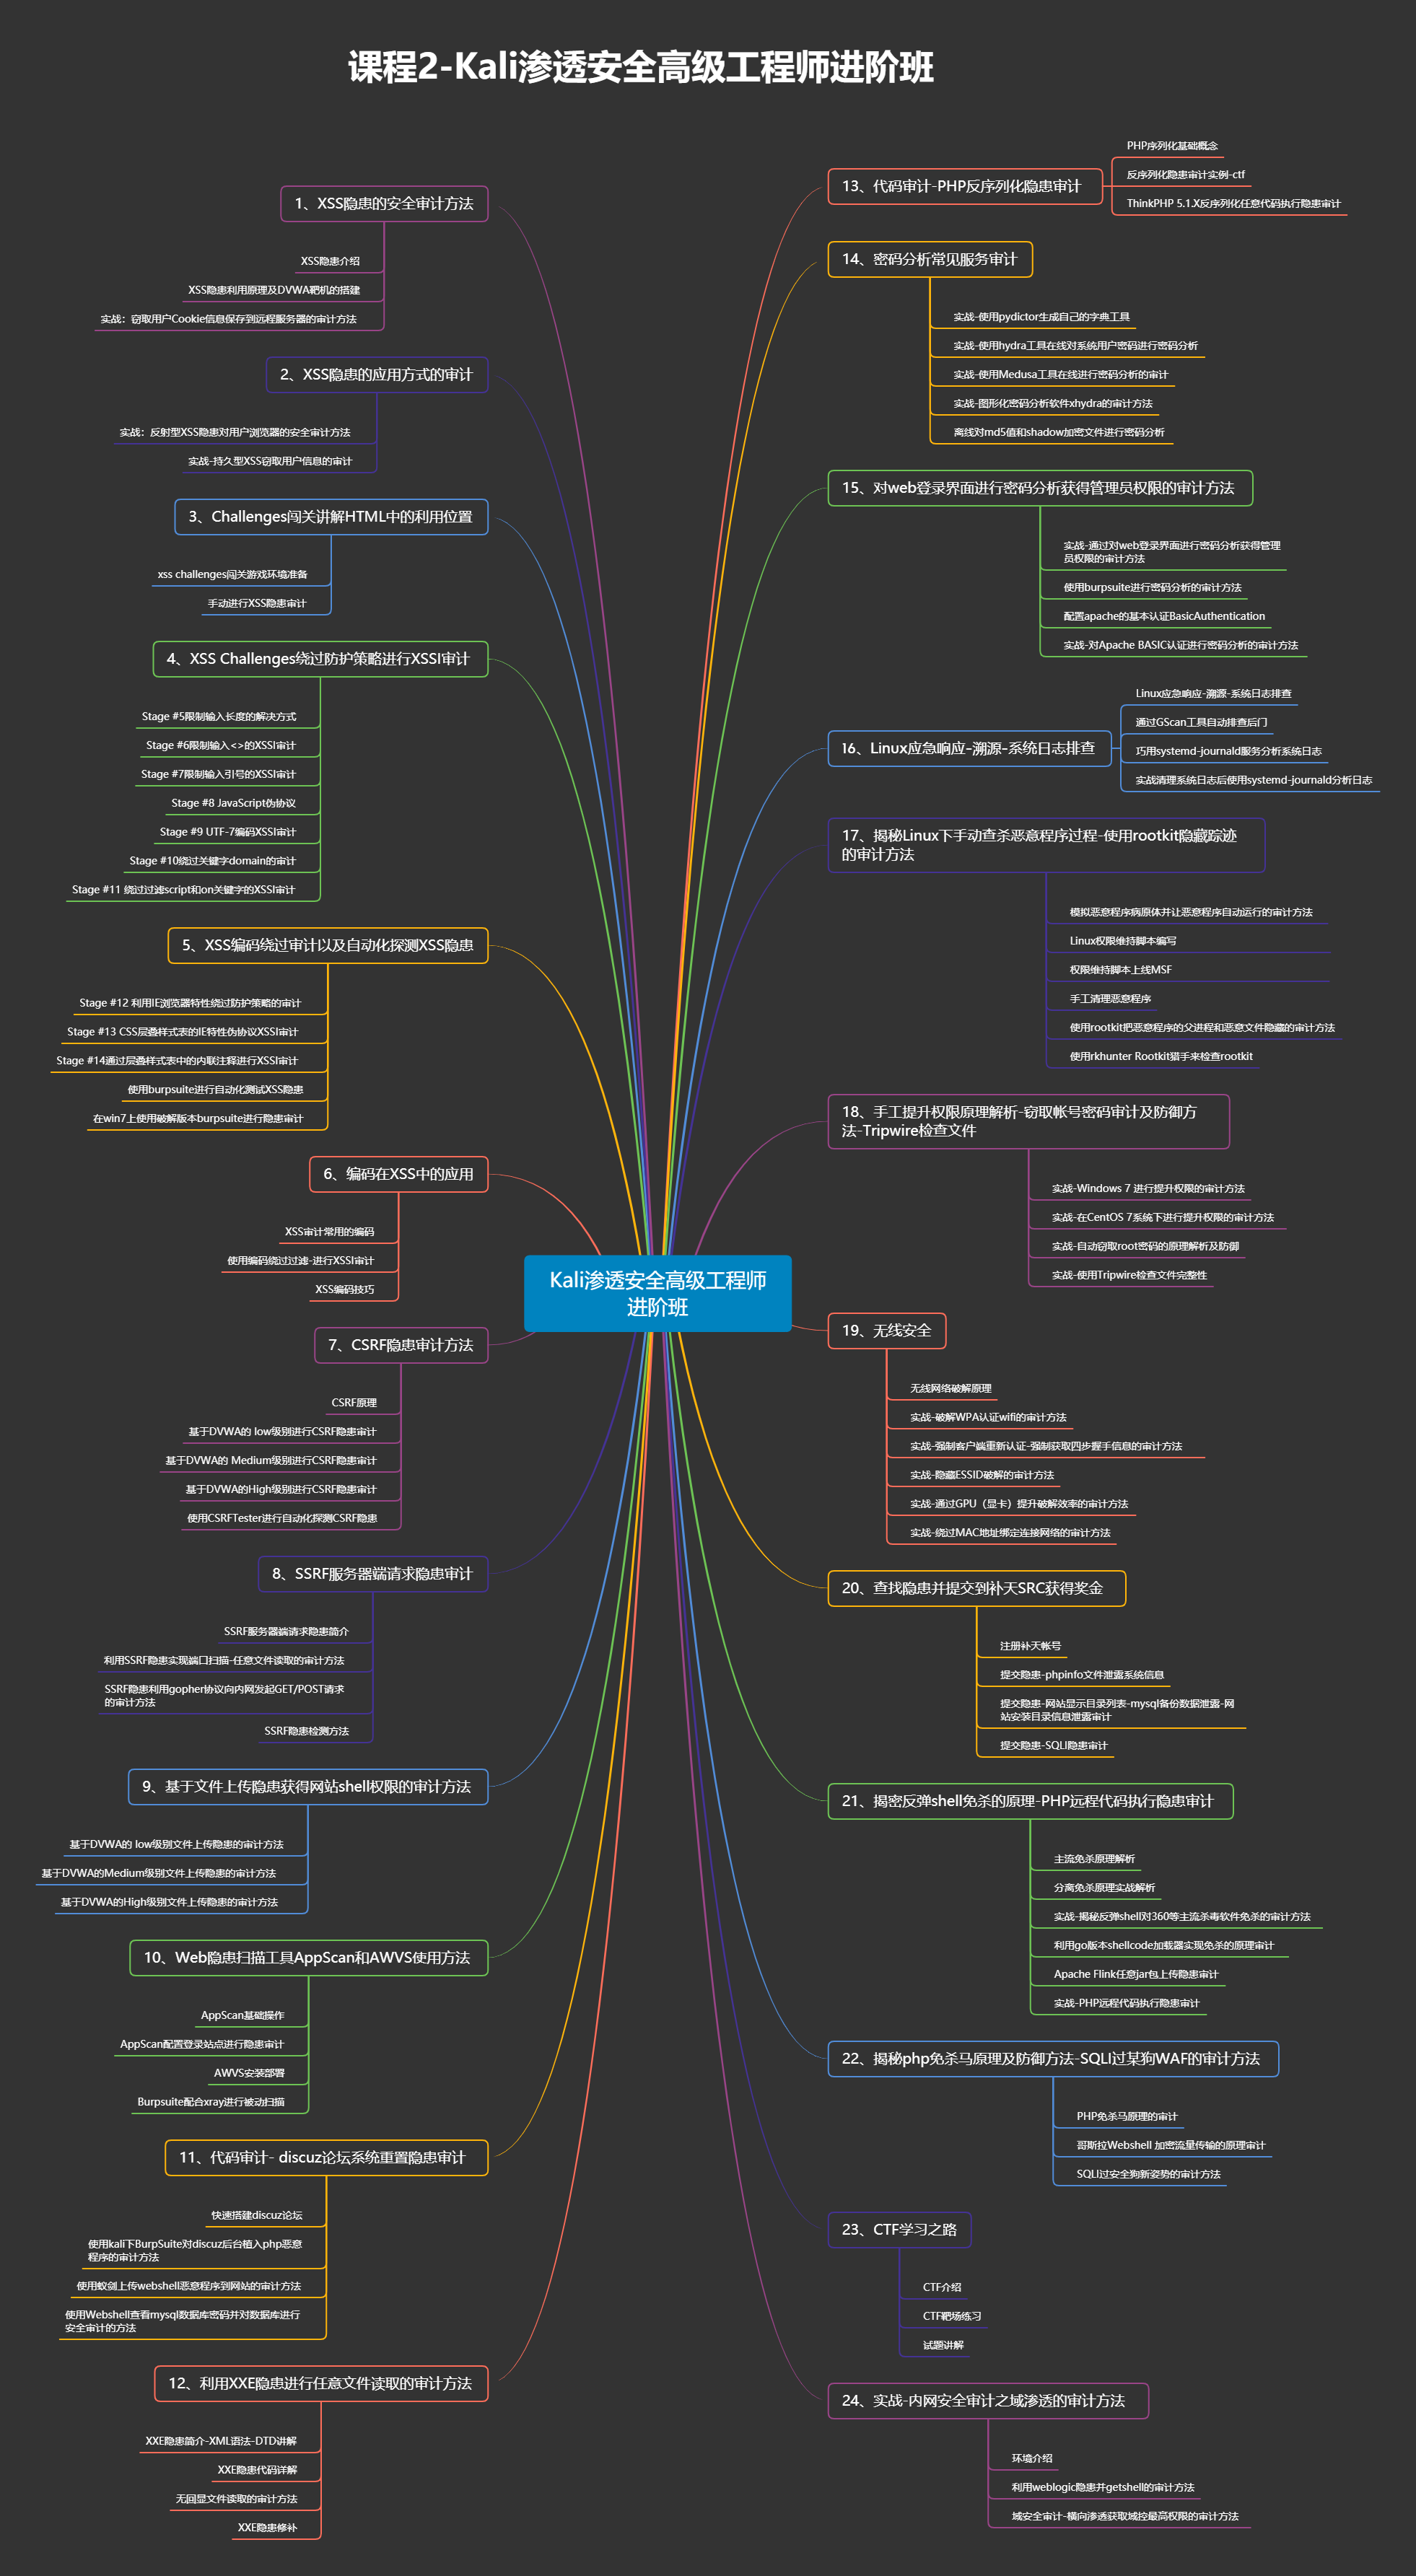 课程2-Kali渗透安全高级工程师进阶班
Kali渗透安全高级工程师
进阶班
1、XSS隐患的安全审计方法
XSS隐患介绍
XSS隐患利用原理及DVWA靶机的搭建
实战：窃取用户Cookie信息保存到远程服务器的审计方法
2、XSS隐患的应用方式的审计
实战：反射型XSS隐患对用户浏览器的安全审计方法
实战-持久型XSS窃取用户信息的审计
3、Challenges闯关讲解HTML中的利用位置
xss challenges闯关游戏环境准备
手动进行XSS隐患审计
4、XSS Challenges绕过防护策略进行XSSI审计
Stage #5限制输入长度的解决方式
Stage #6限制输入<>的XSSI审计
Stage #7限制输入引号的XSSI审计
Stage #8 JavaScript伪协议
Stage #9 UTF-7编码XSSI审计
Stage #10绕过关键字domain的审计
Stage #11 绕过过滤script和on关键字的XSSI审计
5、XSS编码绕过审计以及自动化探测XSS隐患
Stage #12 利用IE浏览器特性绕过防护策略的审计
Stage #13 CSS层叠样式表的IE特性伪协议XSSI审计
Stage #14通过层叠样式表中的内联注释进行XSSI审计
使用burpsuite进行自动化测试XSS隐患
在win7上使用破解版本burpsuite进行隐患审计
6、编码在XSS中的应用
XSS审计常用的编码
使用编码绕过过滤-进行XSSI审计
XSS编码技巧
7、CSRF隐患审计方法
CSRF原理
基于DVWA的 low级别进行CSRF隐患审计
基于DVWA的 Medium级别进行CSRF隐患审计
基于DVWA的High级别进行CSRF隐患审计
使用CSRFTester进行自动化探测CSRF隐患
8、SSRF服务器端请求隐患审计
SSRF服务器端请求隐患简介
利用SSRF隐患实现端口扫描-任意文件读取的审计方法
SSRF隐患利用gopher协议向内网发起GET/POST请求
的审计方法
SSRF隐患检测方法
9、基于文件上传隐患获得网站shell权限的审计方法
基于DVWA的 low级别文件上传隐患的审计方法
基于DVWA的Medium级别文件上传隐患的审计方法
基于DVWA的High级别文件上传隐患的审计方法
10、Web隐患扫描工具AppScan和AWVS使用方法
AppScan基础操作
AppScan配置登录站点进行隐患审计
AWVS安装部署
Burpsuite配合xray进行被动扫描
11、代码审计- discuz论坛系统重置隐患审计
快速搭建discuz论坛
使用kali下BurpSuite对discuz后台植入php恶意
程序的审计方法
使用蚁剑上传webshell恶意程序到网站的审计方法
使用Webshell查看mysql数据库密码并对数据库进行
安全审计的方法
12、利用XXE隐患进行任意文件读取的审计方法
XXE隐患简介-XML语法-DTD讲解
XXE隐患代码详解
无回显文件读取的审计方法
XXE隐患修补
13、代码审计-PHP反序列化隐患审计
PHP序列化基础概念
反序列化隐患审计实例-ctf
ThinkPHP 5.1.X反序列化任意代码执行隐患审计
14、密码分析常见服务审计
实战-使用pydictor生成自己的字典工具
实战-使用hydra工具在线对系统用户密码进行密码分析
实战-使用Medusa工具在线进行密码分析的审计
实战-图形化密码分析软件xhydra的审计方法
离线对md5值和shadow加密文件进行密码分析
15、对web登录界面进行密码分析获得管理员权限的审计方法
实战-通过对web登录界面进行密码分析获得管理
员权限的审计方法
使用burpsuite进行密码分析的审计方法
配置apache的基本认证BasicAuthentication
实战-对Apache BASIC认证进行密码分析的审计方法
16、Linux应急响应-溯源-系统日志排查
Linux应急响应-溯源-系统日志排查
通过GScan工具自动排查后门
巧用systemd-journald服务分析系统日志
实战清理系统日志后使用systemd-journald分析日志
17、揭秘Linux下手动查杀恶意程序过程-使用rootkit隐藏踪迹
的审计方法
模拟恶意程序病原体并让恶意程序自动运行的审计方法
Linux权限维持脚本编写
权限维持脚本上线MSF
手工清理恶意程序
使用rootkit把恶意程序的父进程和恶意文件隐藏的审计方法
使用rkhunter Rootkit猎手来检查rootkit
18、手工提升权限原理解析-窃取帐号密码审计及防御方
法-Tripwire检查文件
实战-Windows 7 进行提升权限的审计方法
实战-在CentOS 7系统下进行提升权限的审计方法
实战-自动窃取root密码的原理解析及防御
实战-使用Tripwire检查文件完整性
19、无线安全
无线网络破解原理
实战-破解WPA认证wifi的审计方法
实战-强制客户端重新认证-强制获取四步握手信息的审计方法
实战-隐藏ESSID破解的审计方法
实战-通过GPU（显卡）提升破解效率的审计方法
实战-绕过MAC地址绑定连接网络的审计方法
20、查找隐患并提交到补天SRC获得奖金
注册补天帐号
提交隐患-phpinfo文件泄露系统信息
提交隐患-网站显示目录列表-mysql备份数据泄露-网
站安装目录信息泄露审计
提交隐患-SQLI隐患审计
21、揭密反弹shell免杀的原理-PHP远程代码执行隐患审计
主流免杀原理解析
分离免杀原理实战解析
实战-揭秘反弹shell对360等主流杀毒软件免杀的审计方法
利用go版本shellcode加载器实现免杀的原理审计
Apache Flink任意jar包上传隐患审计
实战-PHP远程代码执行隐患审计
22、揭秘php免杀马原理及防御方法-SQLI过某狗WAF的审计方法
PHP免杀马原理的审计
哥斯拉Webshell 加密流量传输的原理审计
SQLI过安全狗新姿势的审计方法
23、CTF学习之路
CTF介绍
CTF靶场练习
试题讲解
24、实战-内网安全审计之域渗透的审计方法
环境介绍
利用weblogic隐患并getshell的审计方法
域安全审计-横向渗透获取域控最高权限的审计方法